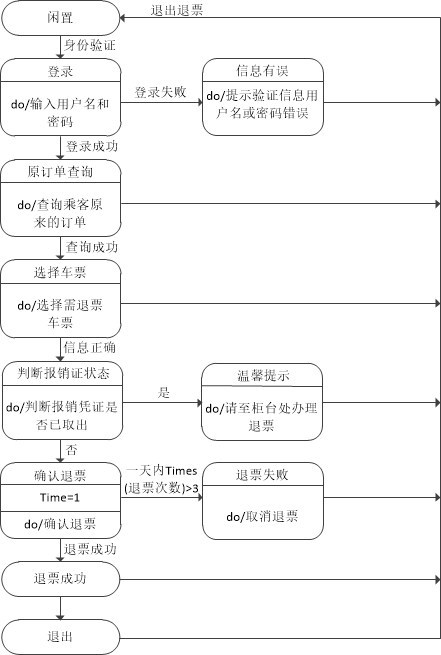 闲置
退出退票
身份验证
登录
do/输入用户名和
密码
登录失败
信息有误
do/提示验证信息用
户名或密码错误
登录成功
原订单查询
do/查询乘客原
来的订单
查询成功
选择车票
do/选择需退票
车票
信息正确
判断报销证状态
do/判断报销凭证是
否已取出
是
温馨提示
do/请至柜台处办理
退票
否
确认退票
Time=1
do/确认退票
一天内Times
(退票次数)>3
退票失败
do/取消退票
退票成功
退票成功
退出